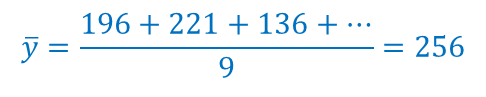 ȳ = (196 + 221 + 136 + ⋯) / 9 = 256